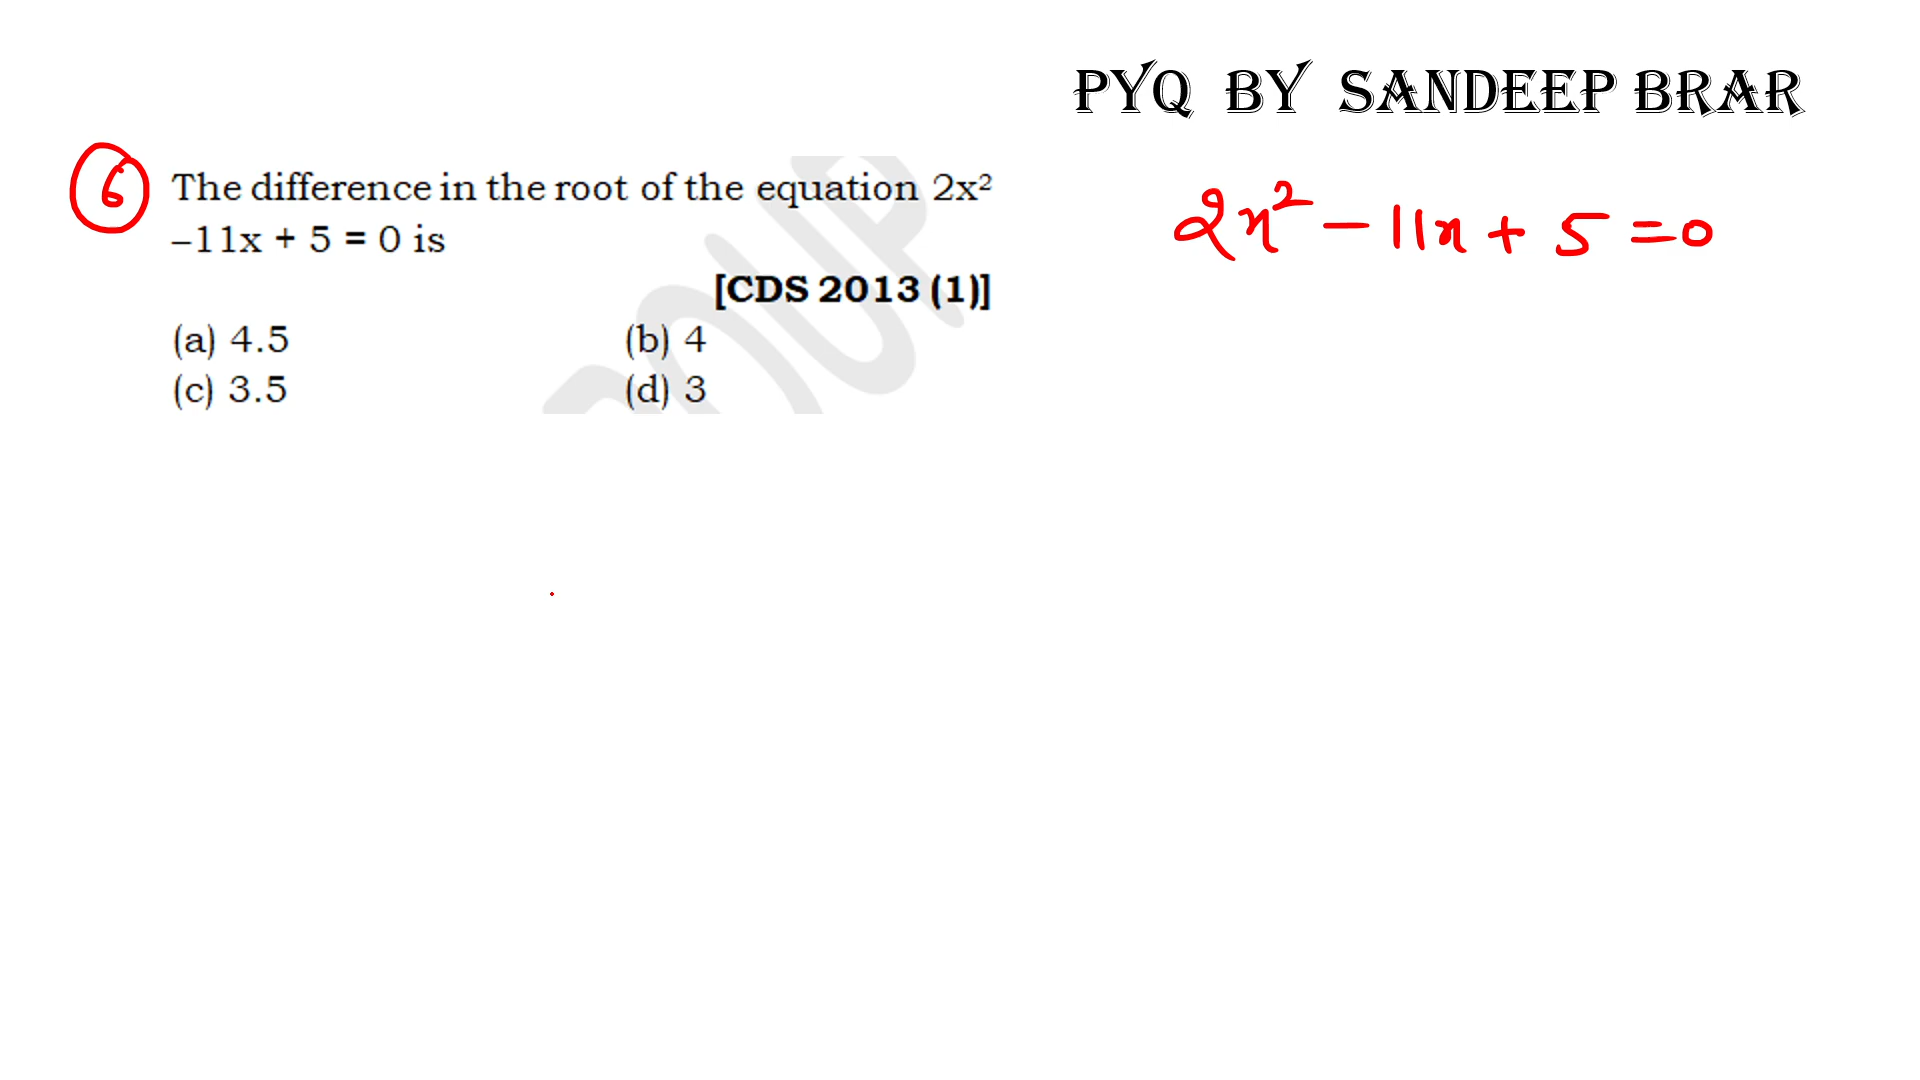 PYQ BY SANDEEP BRAR
6 The difference in the root of the equation 2x²
–11x + 5 = 0 is
[CDS 2013 (1)]
(a) 4.5 (b) 4
(c) 3.5 (d) 3
2x² – 11x + 5 = 0